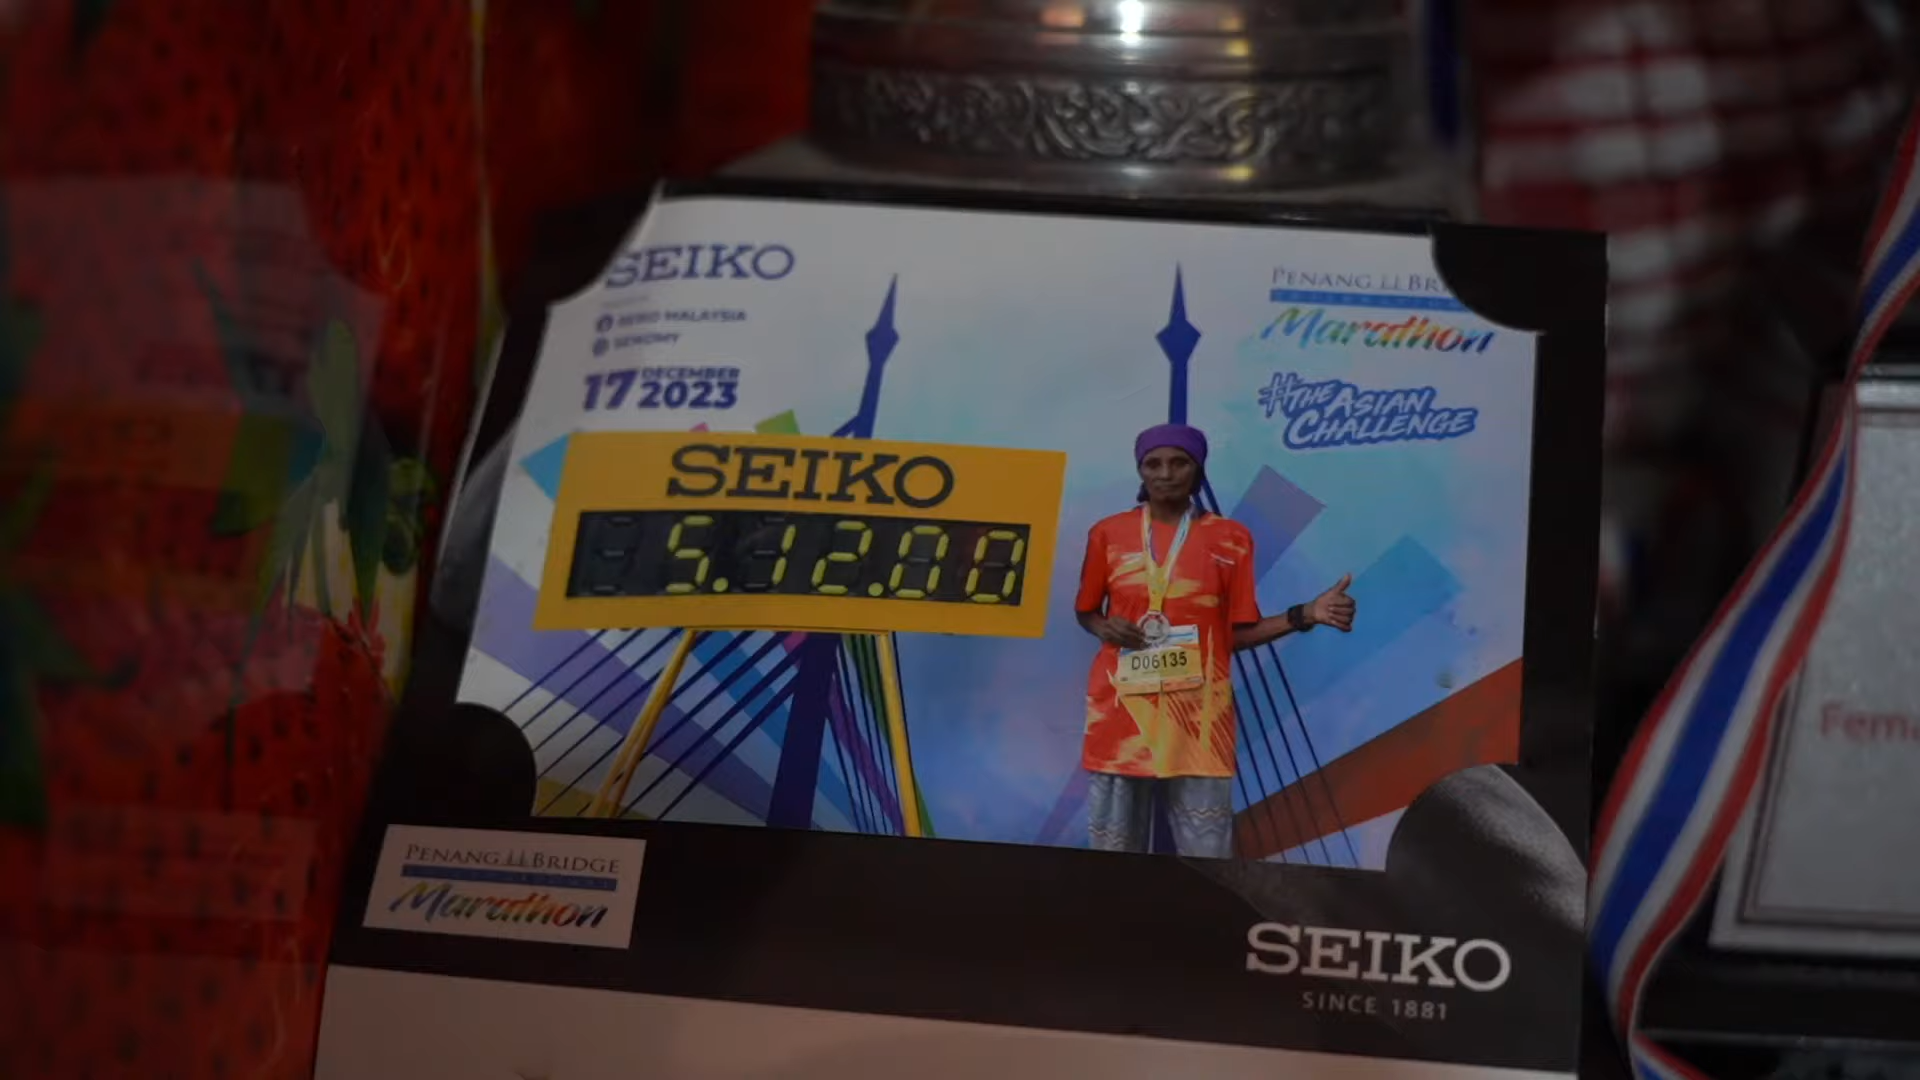 SEIKO
SEIKO MALAYSIA
17 DECEMBER
2023
PENANG BR
Marathon
#THE ASIAN
CHALLENGE
SEIKO
5.12.00
D06135
PENANG BRIDGE
Marathon
SEIKO
SINCE 1881
Fema